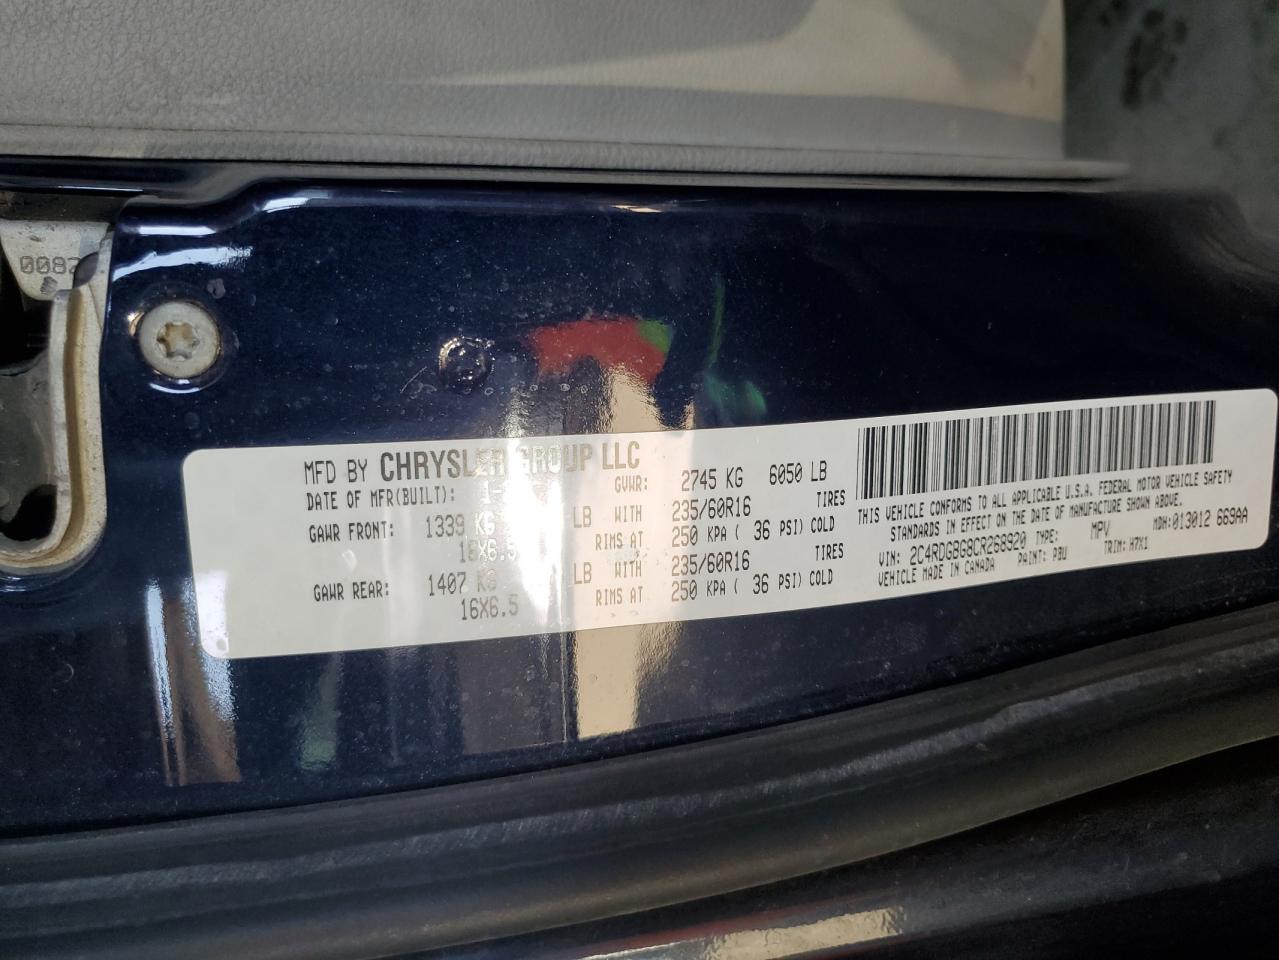 008
MFD BY CHRYSLER GROUP LLC
DATE OF MFR(BUILT):
GVWR: 2745 KG 6050 LB
GAWR FRONT: 1339 KG LB WITH 235/60R16 TIRES
16X6.5 RIMS AT 250 KPA ( 36 PSI) COLD
GAWR REAR: 1407 KG LB WITH 235/60R16 TIRES
16X6.5 RIMS AT 250 KPA ( 36 PSI) COLD
THIS VEHICLE CONFORMS TO ALL APPLICABLE U.S.A. FEDERAL MOTOR VEHICLE SAFETY
STANDARDS IN EFFECT ON THE DATE OF MANUFACTURE SHOWN ABOVE.
VIN: 2C4RDGBG8CR268920 TYPE: MPV MDH:013012 669AA
VEHICLE MADE IN CANADA PAINT: PBU TRIM: H7X1